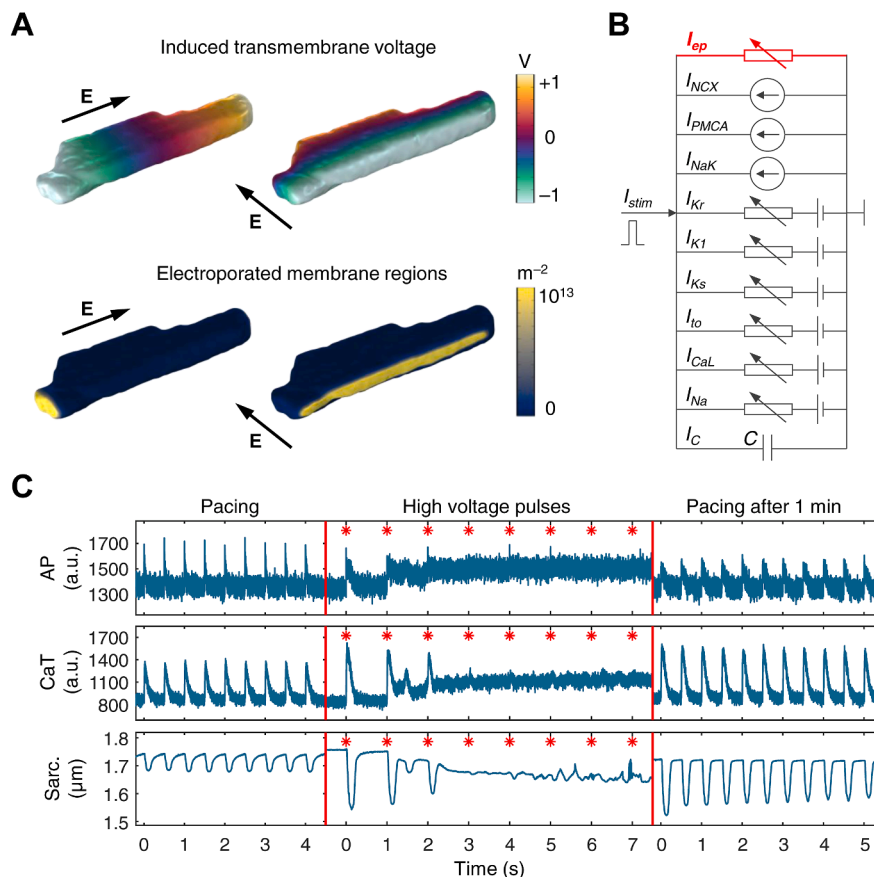 A
Induced transmembrane voltage
E
E
V
+1
0
−1
Electroporated membrane regions
E
E
m⁻²
10¹³
0
B
I_ep
I_NCX
I_PMCA
I_NaK
I_stim
I_Kr
I_K1
I_Ks
I_to
I_CaL
I_Na
I_C C
C
Pacing High voltage pulses Pacing after 1 min
AP
(a.u.)
1700
1500
1300
CaT
(a.u.)
1700
1400
1100
800
Sarc.
(μm)
1.8
1.7
1.6
1.5
0 1 2 3 4 0 1 2 3 4 5 6 7 0 1 2 3 4 5
Time (s)